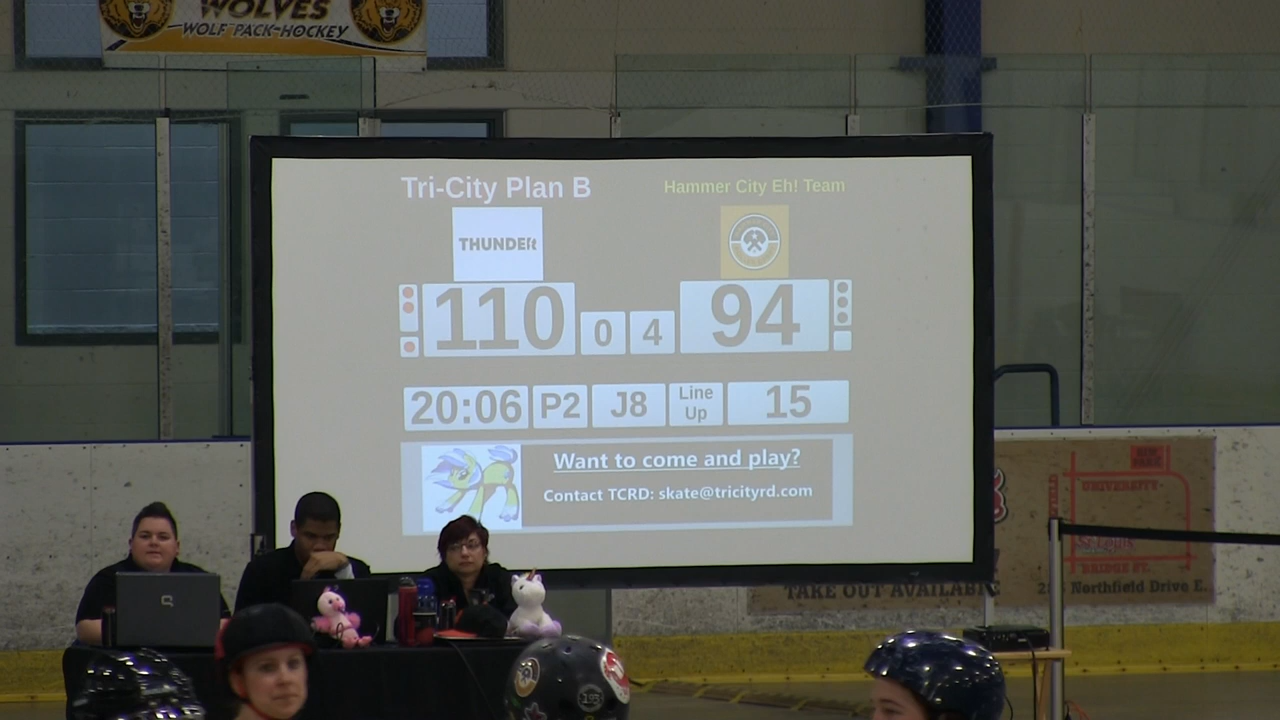 WOLVES
WOLF PACK-HOCKEY
Tri-City Plan B
Hammer City Eh! Team
THUNDER
110
0
4
94
20:06
P2
J8
Line
Up
15
Want to come and play?
Contact TCRD: skate@tricityrd.com
UNIVERSITY
BRIDGE ST.
TAKE OUT AVAILABLE
Northfield Drive E.